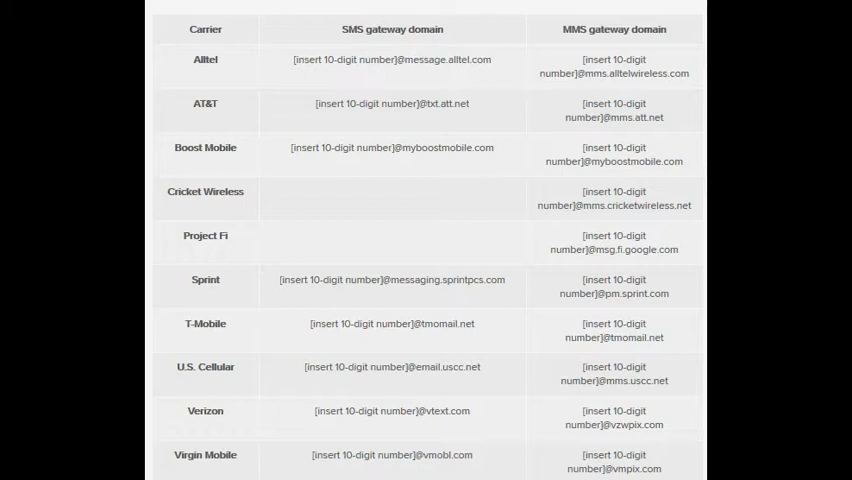 Carrier SMS gateway domain MMS gateway domain
Alltel [insert 10-digit number]@message.alltel.com [insert 10-digit
number]@mms.alltelwireless.com
AT&T [insert 10-digit number]@txt.att.net [insert 10-digit
number]@mms.att.net
Boost Mobile [insert 10-digit number]@myboostmobile.com [insert 10-digit
number]@myboostmobile.com
Cricket Wireless [insert 10-digit
number]@mms.cricketwireless.net
Project Fi [insert 10-digit
number]@msg.fi.google.com
Sprint [insert 10-digit number]@messaging.sprintpcs.com [insert 10-digit
number]@pm.sprint.com
T-Mobile [insert 10-digit number]@tmomail.net [insert 10-digit
number]@tmomail.net
U.S. Cellular [insert 10-digit number]@email.uscc.net [insert 10-digit
number]@mms.uscc.net
Verizon [insert 10-digit number]@vtext.com [insert 10-digit
number]@vzwpix.com
Virgin Mobile [insert 10-digit number]@vmobl.com [insert 10-digit
number]@vmpix.com